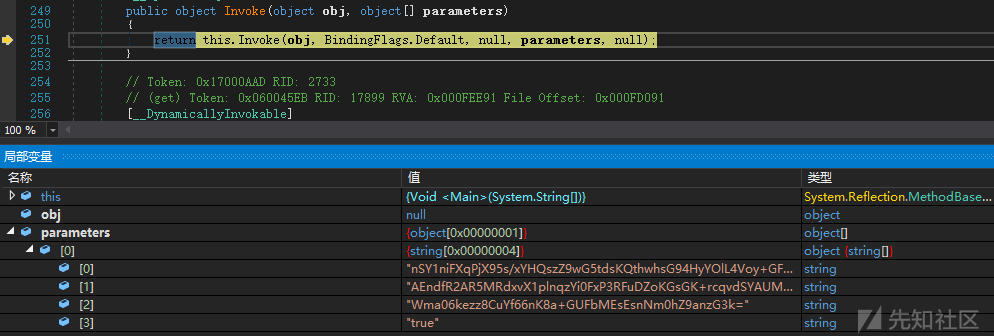 249
250 public object Invoke(object obj, object[] parameters)
{
251 return this.Invoke(obj, BindingFlags.Default, null, parameters, null);
252 }
253
254 // Token: 0x17000AAD RID: 2733
255 // (get) Token: 0x060045EB RID: 17899 RVA: 0x000FEE91 File Offset: 0x000FD091
256 [__DynamicallyInvokable]
100 %
局部变量
名称 值 类型
this {Void <Main>(System.String[])} System.Reflection.MethodBase...
obj null object
parameters {object[0x00000001]} object[]
[0] {string[0x00000004]} object {string[]}
[0] "nSY1niFXqPjX95s/xYHQszZ9wG5tdsKQthwhsG94HyYOlL4Voy+GF... string
[1] "AEndfR2AR5MRdxvX1plnqzYi0FxP3RFuDZoKGsGK+rcqvdSYAUM... string
[2] "Wma06kezz8CuYf66nK8a+GUFbMEsEsnNm0hZ9anzG3k=" string
[3] "true" string
先知社区